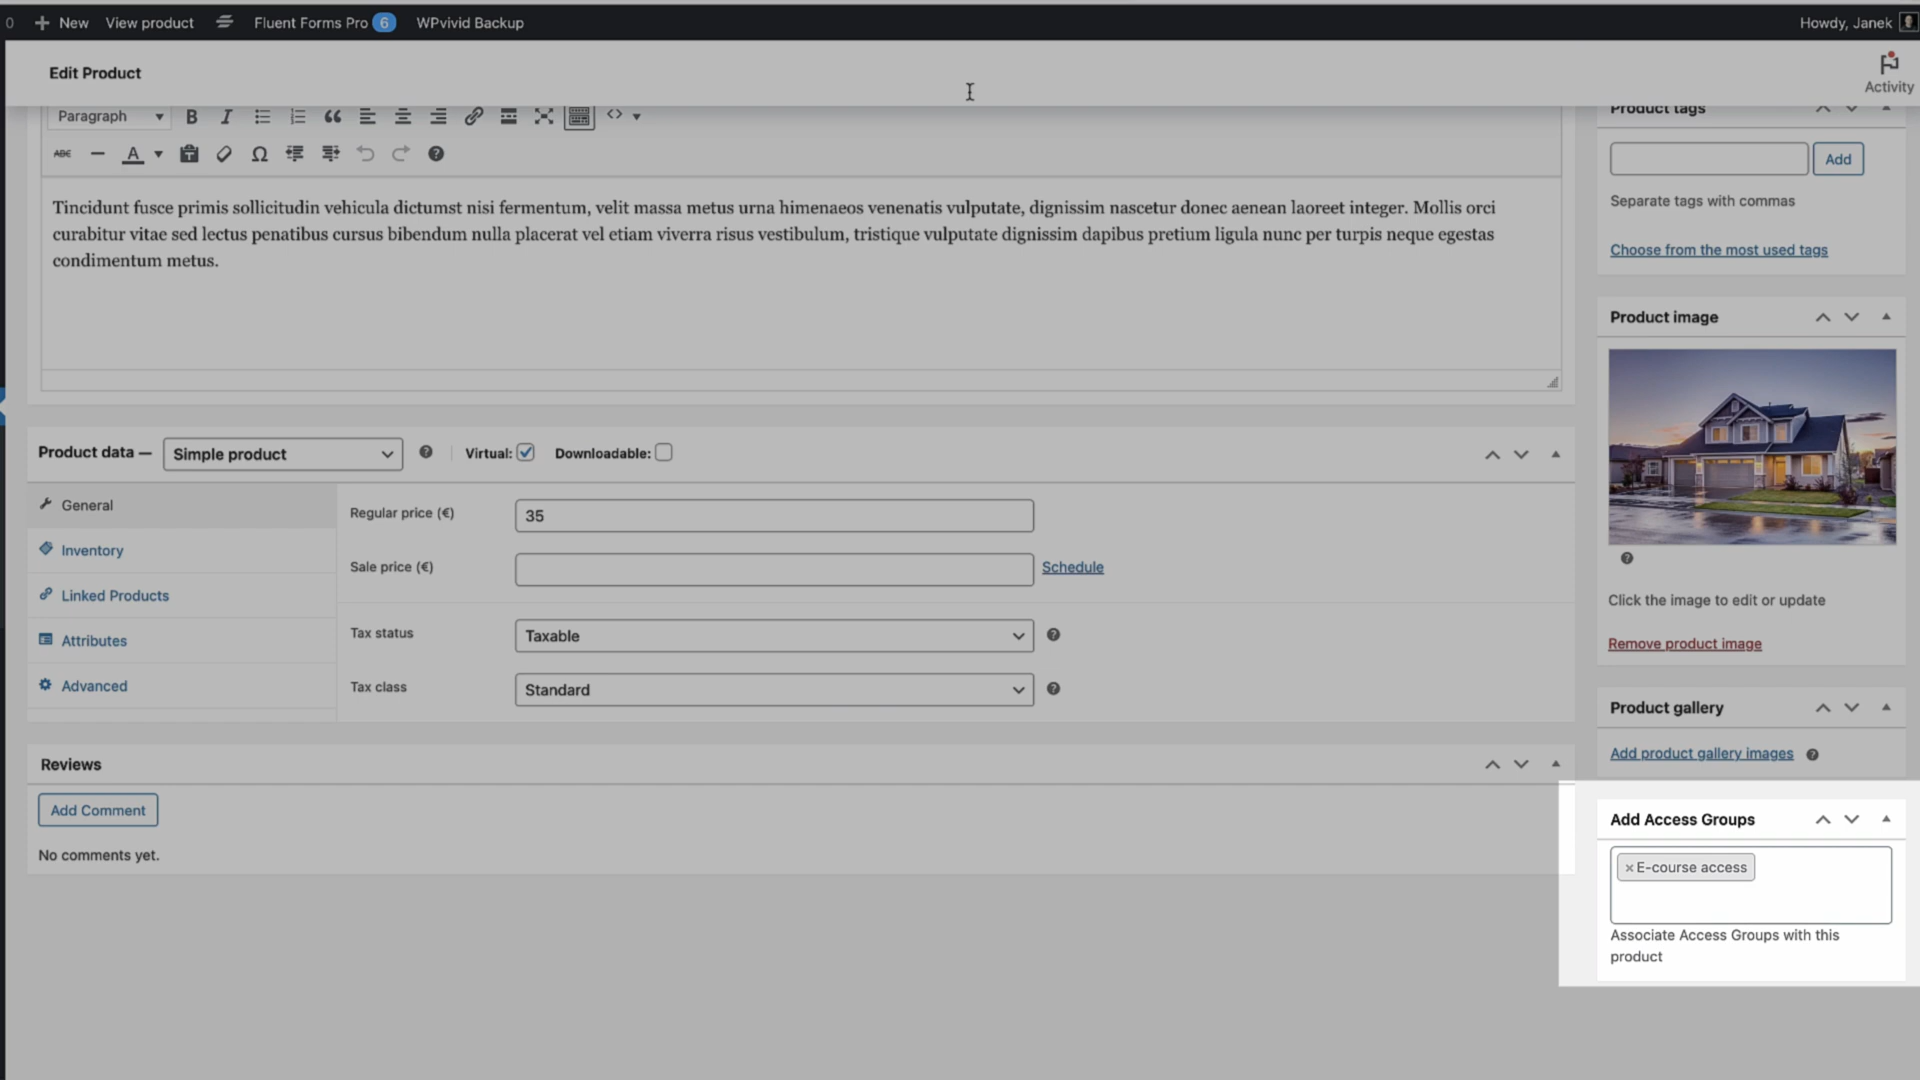 0 New View product Fluent Forms Pro 6 WPvivid Backup Howdy, Janek
Edit Product
Activity
Paragraph B I
ABC A Ω
Tincidunt fusce primis sollicitudin vehicula dictumst nisi fermentum, velit massa metus urna himenaeos venenatis vulputate, dignissim nascetur donec aenean laoreet integer. Mollis orci
curabitur vitae sed lectus penatibus cursus bibendum nulla placerat vel etiam viverra risus vestibulum, tristique vulputate dignissim dapibus pretium ligula nunc per turpis neque egestas
condimentum metus.
Product data — Simple product Virtual: Downloadable:
General
Inventory
Linked Products
Attributes
Advanced
Regular price (€) 35
Sale price (€) Schedule
Tax status Taxable
Tax class Standard
Reviews
Add Comment
No comments yet.
Product tags
Add
Separate tags with commas
Choose from the most used tags
Product image
Click the image to edit or update
Remove product image
Product gallery
Add product gallery images
Add Access Groups
×E-course access
Associate Access Groups with this
product